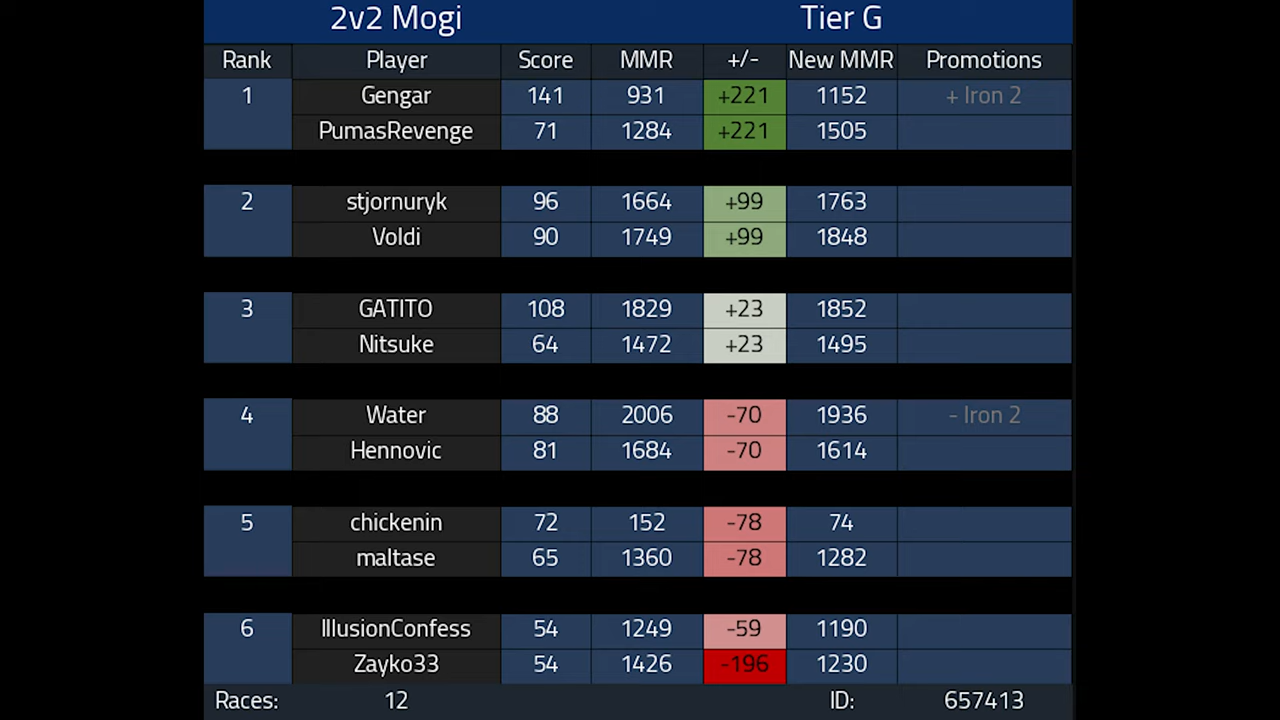 2v2 Mogi Tier G
Rank Player Score MMR +/- New MMR Promotions
1 Gengar 141 931 +221 1152 + Iron 2
PumasRevenge 71 1284 +221 1505
2 stjornuryk 96 1664 +99 1763
Voldi 90 1749 +99 1848
3 GATITO 108 1829 +23 1852
Nitsuke 64 1472 +23 1495
4 Water 88 2006 -70 1936 - Iron 2
Hennovic 81 1684 -70 1614
5 chickenin 72 152 -78 74
maltase 65 1360 -78 1282
6 IllusionConfess 54 1249 -59 1190
Zayko33 54 1426 -196 1230
Races: 12 ID: 657413